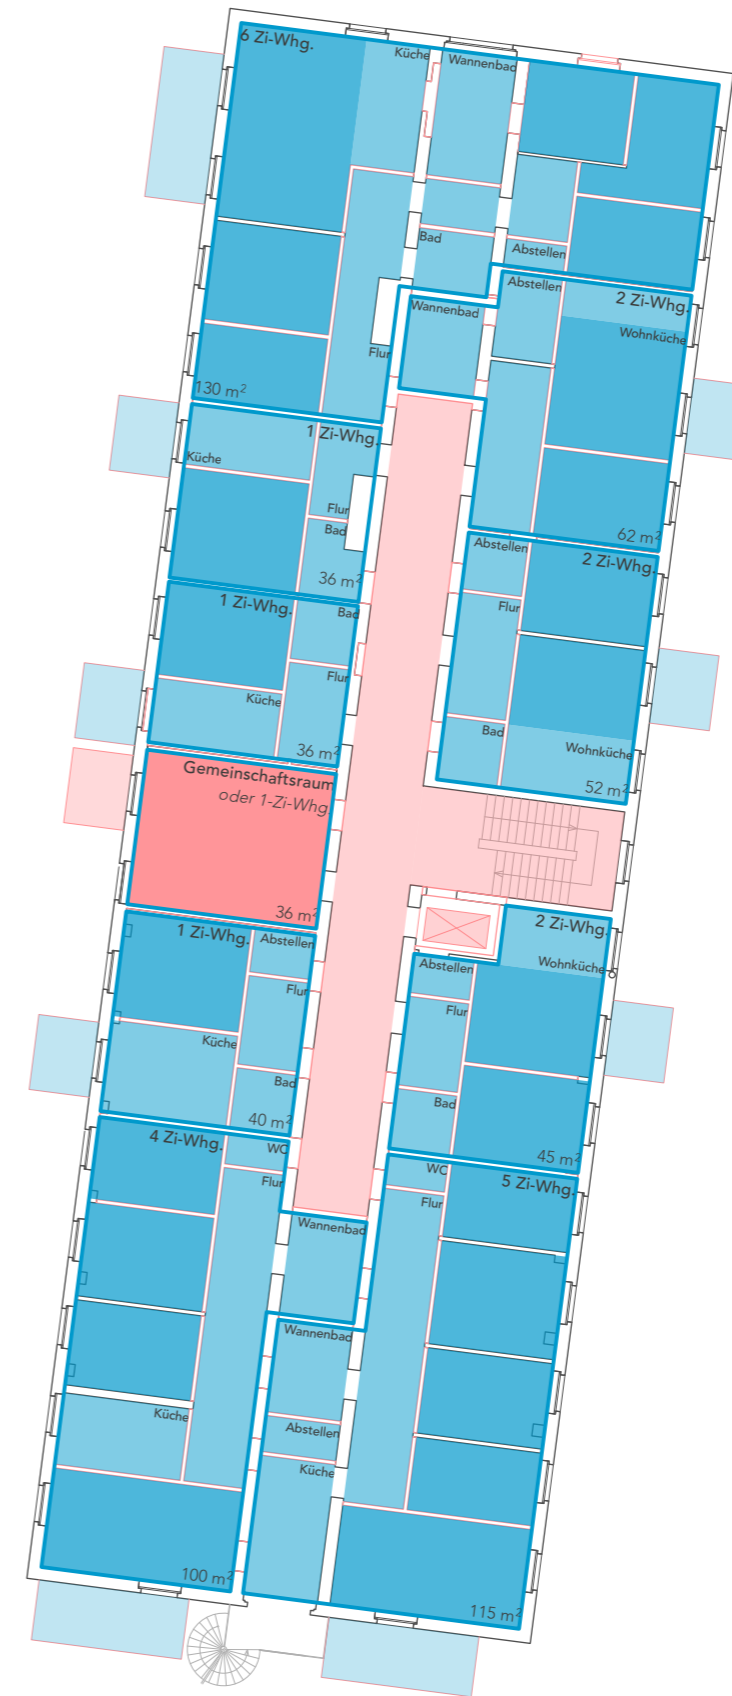 6 Zi-Whg.
Küche
Wannenbad
Bad
Abstellen
Flur
130 m²
Abstellen
2 Zi-Whg.
Wannenbad
Wohnküche
62 m²
1 Zi-Whg.
Küche
Flur
Bad
36 m²
Abstellen
2 Zi-Whg.
Flur
Bad
Wohnküche
52 m²
1 Zi-Whg.
Bad
Flur
Küche
36 m²
Gemeinschaftsraum
oder 1-Zi-Whg.
36 m²
1 Zi-Whg.
Abstellen
Flur
Küche
Bad
40 m²
2 Zi-Whg.
Wohnküche
Abstellen
Flur
Bad
45 m²
4 Zi-Whg.
WC
Flur
Wannenbad
Küche
100 m²
WC
5 Zi-Whg.
Flur
Wannenbad
Abstellen
Küche
115 m²